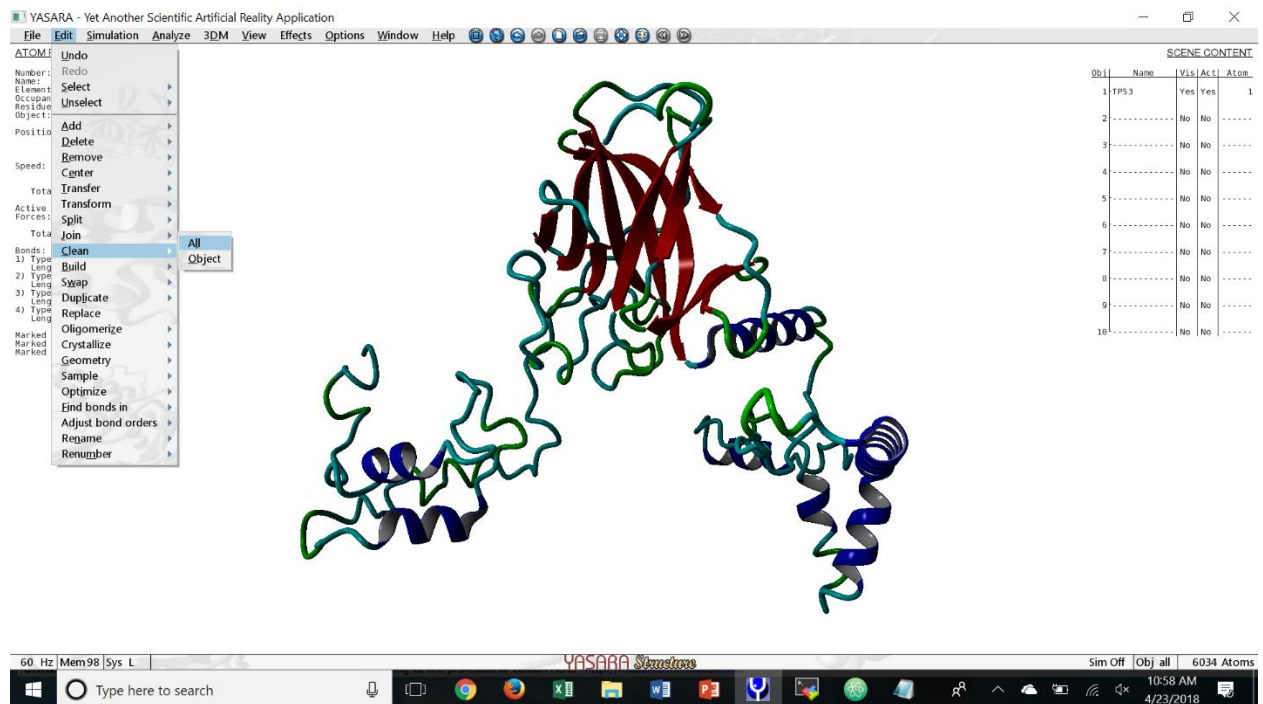 YASARA - Yet Another Scientific Artificial Reality Application
File Edit Simulation Analyze 3DM View Effects Options Window Help
ATOM
Number:
Name:
Element
Occupan
Residue
Object:
Positio
Speed:
Tota
Active
Forces:
Tota
Bonds:
1) Type
Leng
2) Type
Leng
3) Type
Leng
4) Type
Leng
Marked
Marked
Marked
Undo
Redo
Select
Unselect
Add
Delete
Remove
Center
Transfer
Transform
Split
Join
Clean
Build
Swap
Duplicate
Replace
Oligomerize
Crystallize
Geometry
Sample
Optimize
Find bonds in
Adjust bond orders
Rename
Renumber
All
Object
SCENE CONTENT
Obj Name Vis Act Atom
1 TP53 Yes Yes 1
2 ------------ No No -----
3 ------------ No No -----
4 ------------ No No -----
5 ------------ No No -----
6 ------------ No No -----
7 ------------ No No -----
8 ------------ No No -----
9 ------------ No No -----
10 ------------ No No -----
60 Hz Mem98 Sys L
YASARA Structure
Sim Off Obj all 6034 Atoms
Type here to search
10:58 AM
4/23/2018